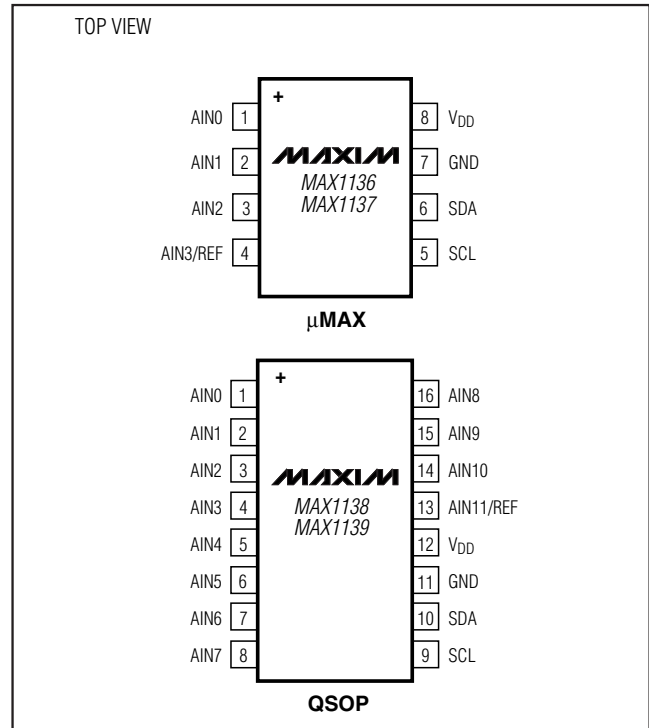 TOP VIEW
+
AIN0 1 8 VDD
AIN1 2 MAXIM 7 GND
MAX1136
AIN2 3 MAX1137 6 SDA
AIN3/REF 4 5 SCL
μMAX
+
AIN0 1 16 AIN8
AIN1 2 15 AIN9
AIN2 3 MAXIM 14 AIN10
AIN3 4 MAX1138 13 AIN11/REF
MAX1139
AIN4 5 12 VDD
AIN5 6 11 GND
AIN6 7 10 SDA
AIN7 8 9 SCL
QSOP